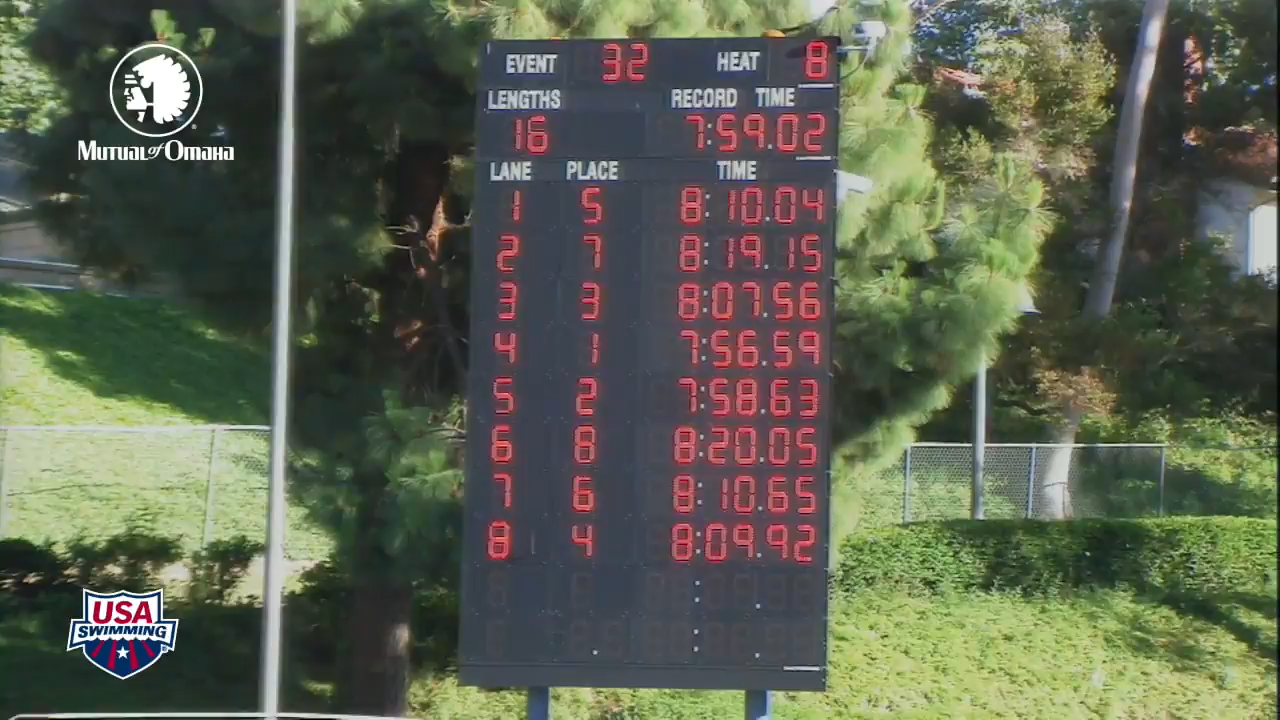 Mutual of Omaha
EVENT 32 HEAT 8
LENGTHS RECORD TIME
16 7:59.02
LANE PLACE TIME
1 5 8:10.04
2 7 8:19.15
3 3 8:07.56
4 1 7:56.59
5 2 7:58.63
6 8 8:20.05
7 6 8:10.65
8 4 8:09.92
USA
SWIMMING